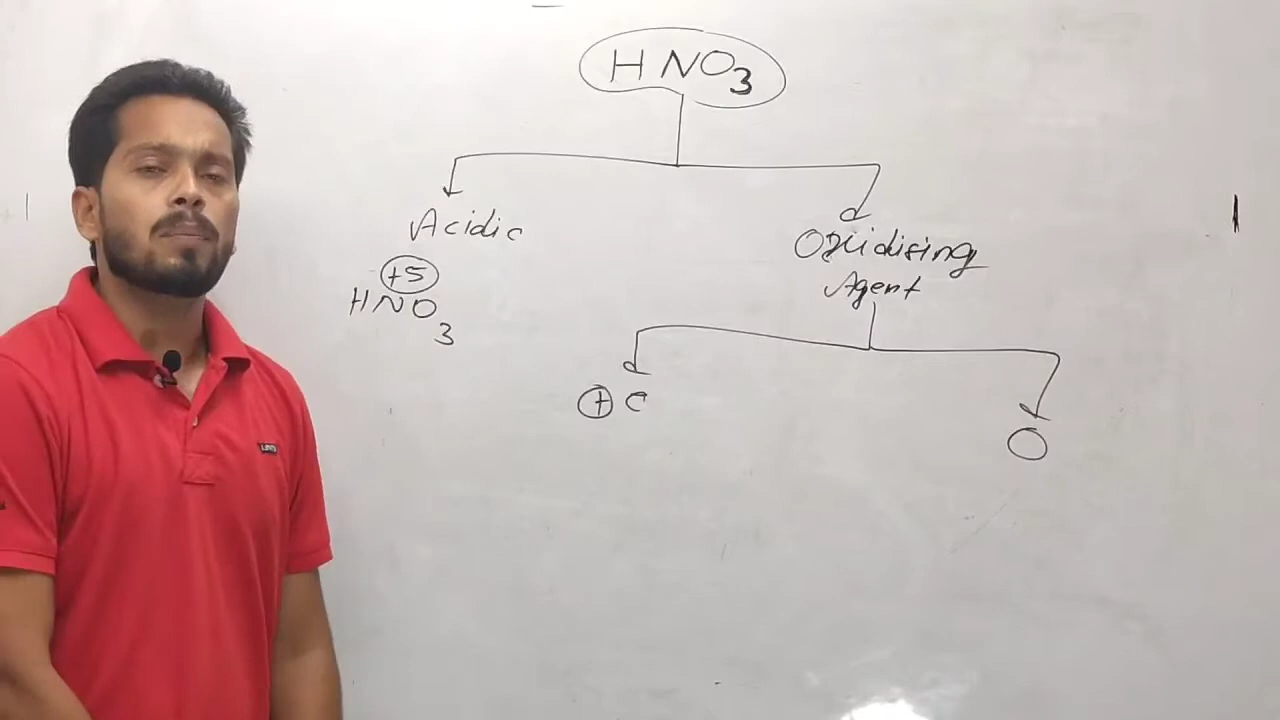 HNO3
Acidic
Oxidising
Agent
+5
HNO3
+ e
O